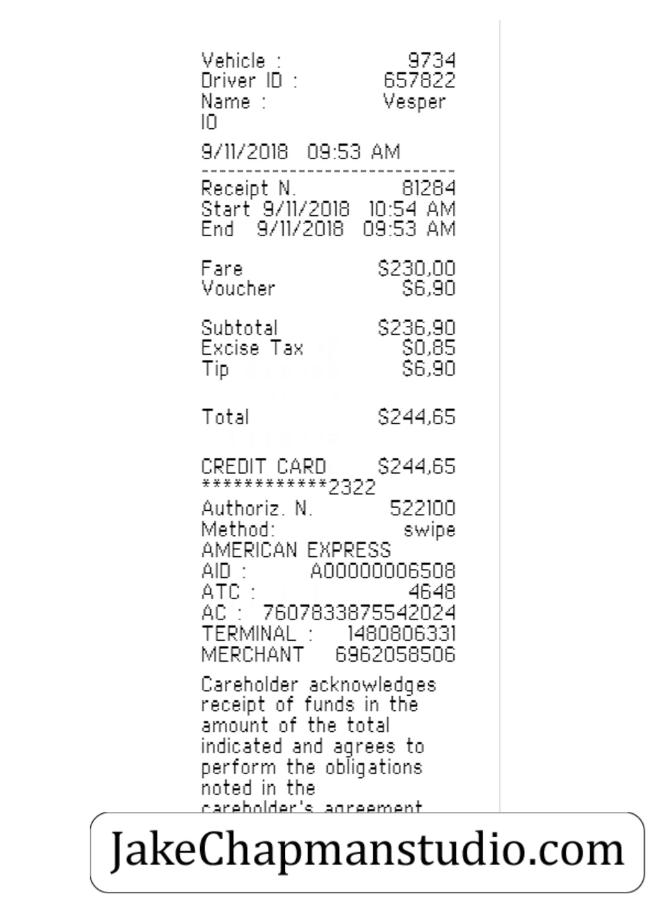 Vehicle : 9734
Driver ID : 657822
Name : Vesper
IO
9/11/2018 09:53 AM
---------------------------
Receipt N. 81284
Start 9/11/2018 10:54 AM
End 9/11/2018 09:53 AM
Fare $230,00
Voucher $6,90
Subtotal $236,90
Excise Tax $0,85
Tip $6,90
Total $244,65
CREDIT CARD $244,65
************2322
Authoriz. N. 522100
Method: swipe
AMERICAN EXPRESS
AID : A00000006508
ATC : 4648
AC : 7607833875542024
TERMINAL : 1480806331
MERCHANT 6962058506
Careholder acknowledges
receipt of funds in the
amount of the total
indicated and agrees to
perform the obligations
noted in the
careholder's agreement
JakeChapmanstudio.com